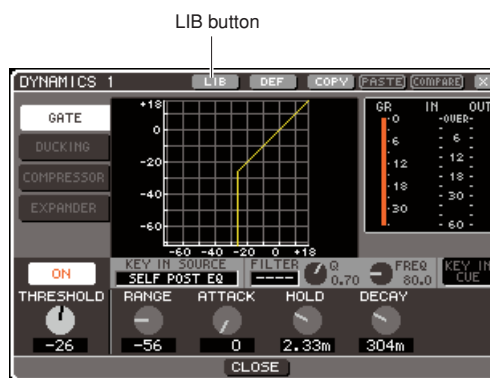 LIB button
DYNAMICS 1 LIB DEF COPY PASTE COMPARE X
GATE
DUCKING
COMPRESSOR
EXPANDER
+18
0
-20
-40
-60
-60 -40 -20 0 +18
GR IN OUT
0 -OVER-
6 6
12 12
18 18
30 30
60
ON
KEY IN SOURCE
SELF POST EQ
FILTER
----
Q
0.70
FREQ
80.0
KEY IN
CUE
THRESHOLD RANGE ATTACK HOLD DECAY
-26 -56 0 2.33m 304m
CLOSE